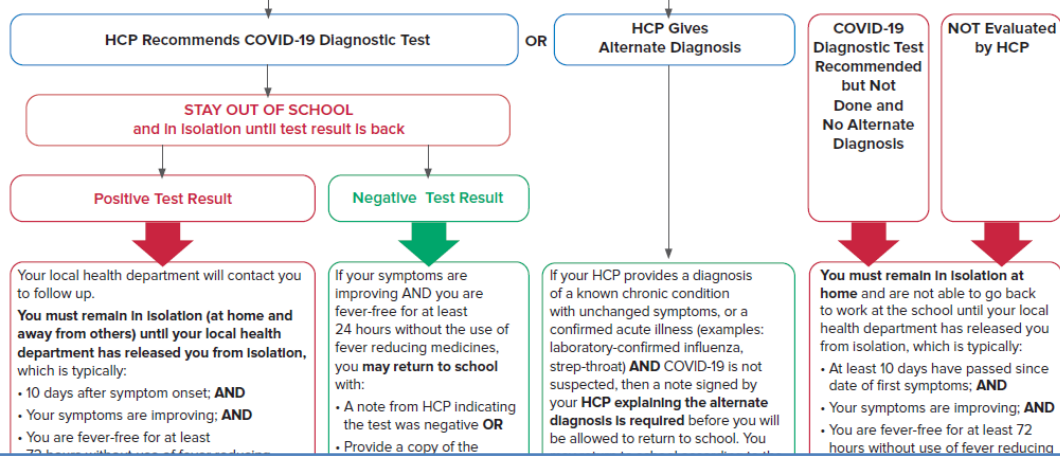 HCP Recommends COVID-19 Diagnostic Test
OR
HCP Gives
Alternate Diagnosis
COVID-19
Diagnostic Test
Recommended
but Not
Done and
No Alternate
Diagnosis
NOT Evaluated
by HCP
STAY OUT OF SCHOOL
and in isolation until test result is back
Positive Test Result
Negative Test Result
Your local health department will contact you
to follow up.
You must remain in isolation (at home and
away from others) until your local health
department has released you from isolation,
which is typically:
• 10 days after symptom onset; AND
• Your symptoms are improving; AND
• You are fever-free for at least
72 hours without use of fever reducing
If your symptoms are
improving AND you are
fever-free for at least
24 hours without the use of
fever reducing medicines,
you may return to school
with:
• A note from HCP indicating
the test was negative OR
• Provide a copy of the
If your HCP provides a diagnosis
of a known chronic condition
with unchanged symptoms, or a
confirmed acute illness (examples:
laboratory-confirmed influenza,
strep-throat) AND COVID-19 is not
suspected, then a note signed by
your HCP explaining the alternate
diagnosis is required before you will
be allowed to return to school. You
You must remain in isolation at
home and are not able to go back
to work at the school until your local
health department has released you
from isolation, which is typically:
• At least 10 days have passed since
date of first symptoms; AND
• Your symptoms are improving; AND
• You are fever-free for at least 72
hours without use of fever reducing